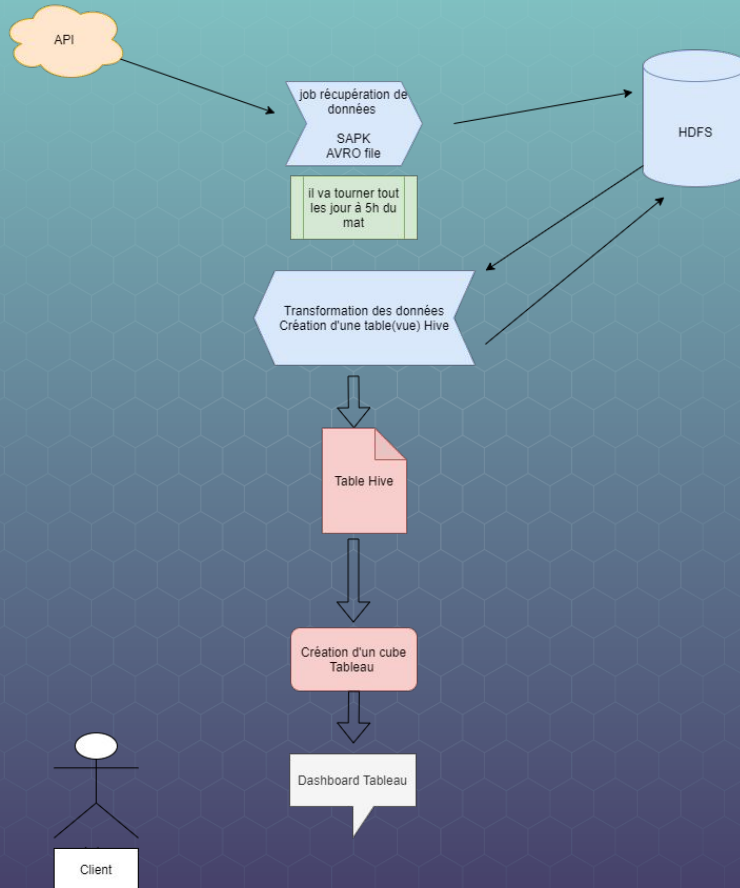 API
job récupération de
données
SAPK
AVRO file
HDFS
il va tourner tout
les jour à 5h du
mat
Transformation des données
Création d'une table(vue) Hive
Table Hive
Création d'un cube
Tableau
Dashboard Tableau
Client